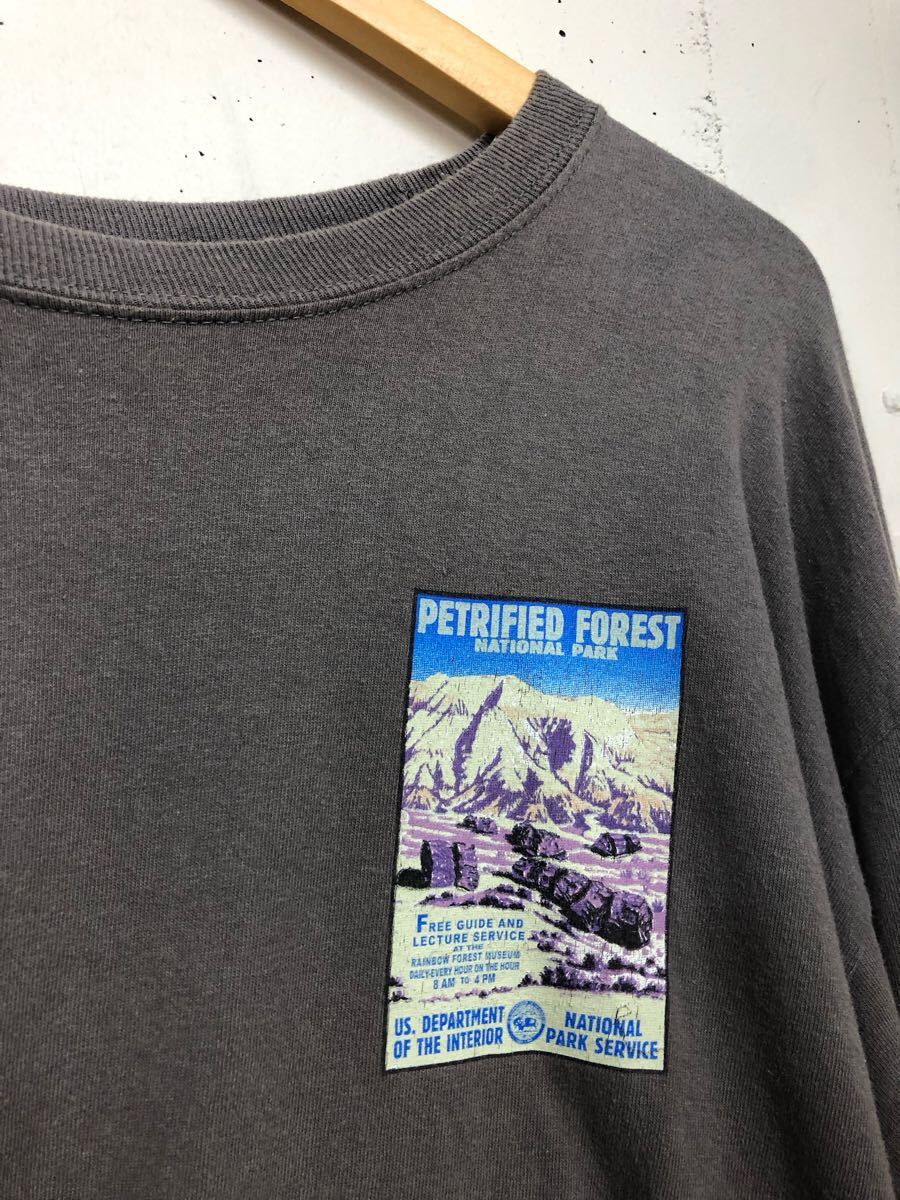 PETRIFIED FOREST
NATIONAL PARK
FREE GUIDE AND
LECTURE SERVICE
AT THE
RAINBOW FOREST MUSEUM
DAILY-EVERY HOUR ON THE HOUR
8 AM TO 4 PM
US. DEPARTMENT
OF THE INTERIOR
NATIONAL
PARK SERVICE